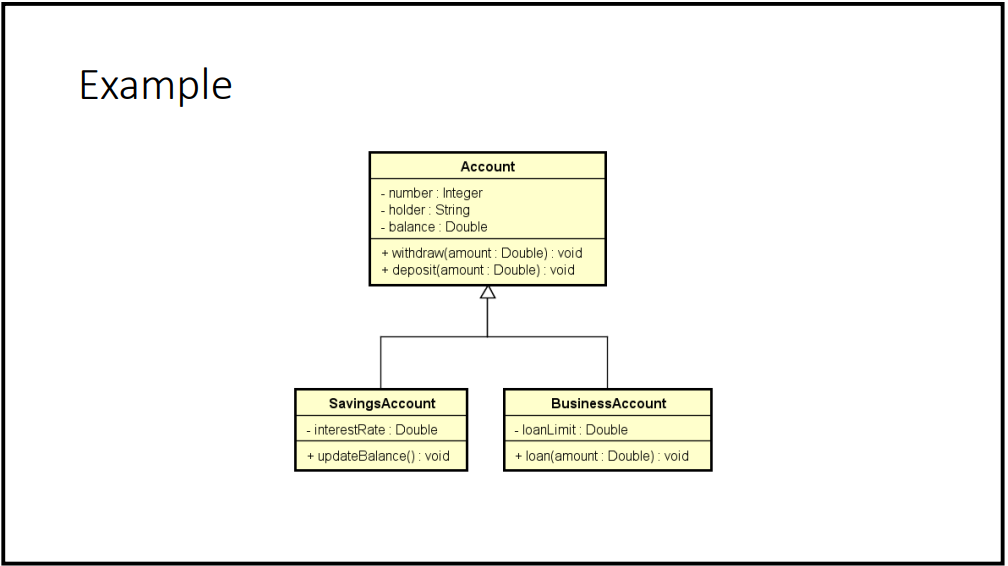 Example
Account
- number : Integer
- holder : String
- balance : Double
+ withdraw(amount : Double) : void
+ deposit(amount : Double) : void
SavingsAccount
- interestRate : Double
+ updateBalance() : void
BusinessAccount
- loanLimit : Double
+ loan(amount : Double) : void